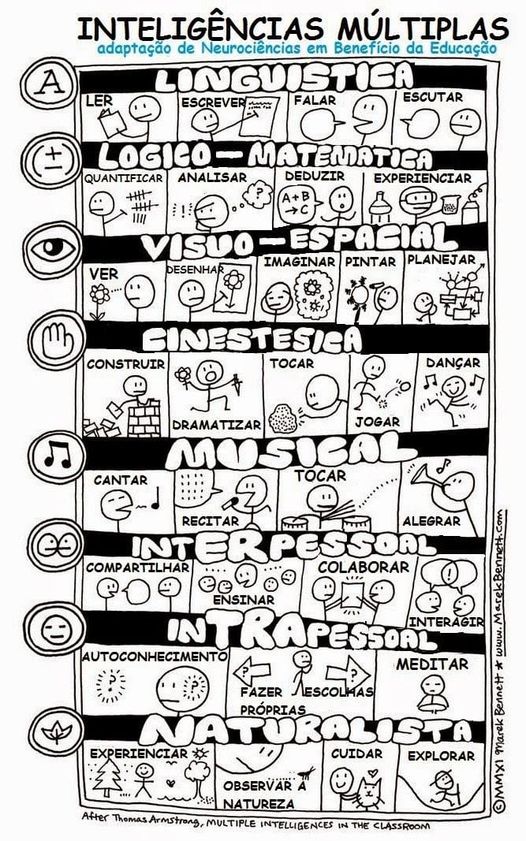 INTELIGÊNCIAS MÚLTIPLAS
adaptação de Neurociências em Benefício da Educação
A
LINGUISTICA
LER ESCREVER FALAR ESCUTAR
LOGICO-MATEMATICA
QUANTIFICAR ANALISAR DEDUZIR EXPERIENCIAR
?
A+B
→C
VISUO-ESPACIAL
VER DESENHAR IMAGINAR PINTAR PLANEJAR
CINESTESICA
CONSTRUIR TOCAR DANÇAR
DRAMATIZAR JOGAR
MUSICAL
CANTAR TOCAR
RECITAR ALEGRAR
INTERPESSOAL
COMPARTILHAR COLABORAR
ENSINAR INTERAGIR
! ?
INTRAPESSOAL
AUTOCONHECIMENTO MEDITAR
? ? ? ?
FAZER ESCOLHAS
PRÓPRIAS
NATURALISTA
EXPERIENCIAR CUIDAR EXPLORAR
OBSERVAR A
NATUREZA
©MMXI Marek Bennett * www.MarekBennett.com
After Thomas Armstrong, MULTIPLE INTELLIGENCES IN THE CLASSROOM